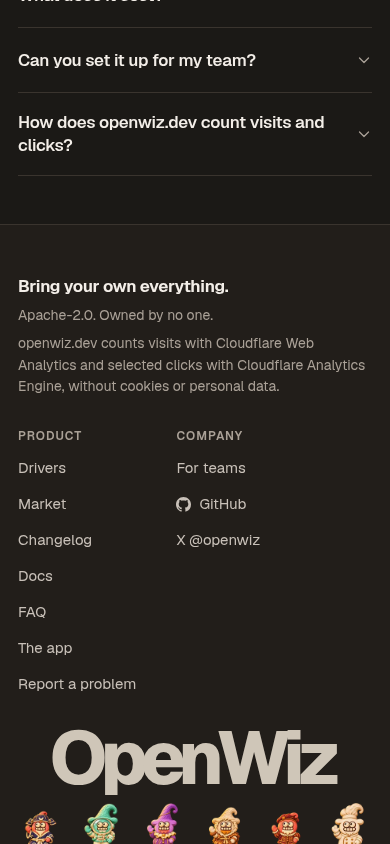 Can you set it up for my team?
How does openwiz.dev count visits and
clicks?
Bring your own everything.
Apache-2.0. Owned by no one.
openwiz.dev counts visits with Cloudflare Web
Analytics and selected clicks with Cloudflare Analytics
Engine, without cookies or personal data.
PRODUCT
Drivers
Market
Changelog
Docs
FAQ
The app
Report a problem
COMPANY
For teams
GitHub
X @openwiz
OpenWiz